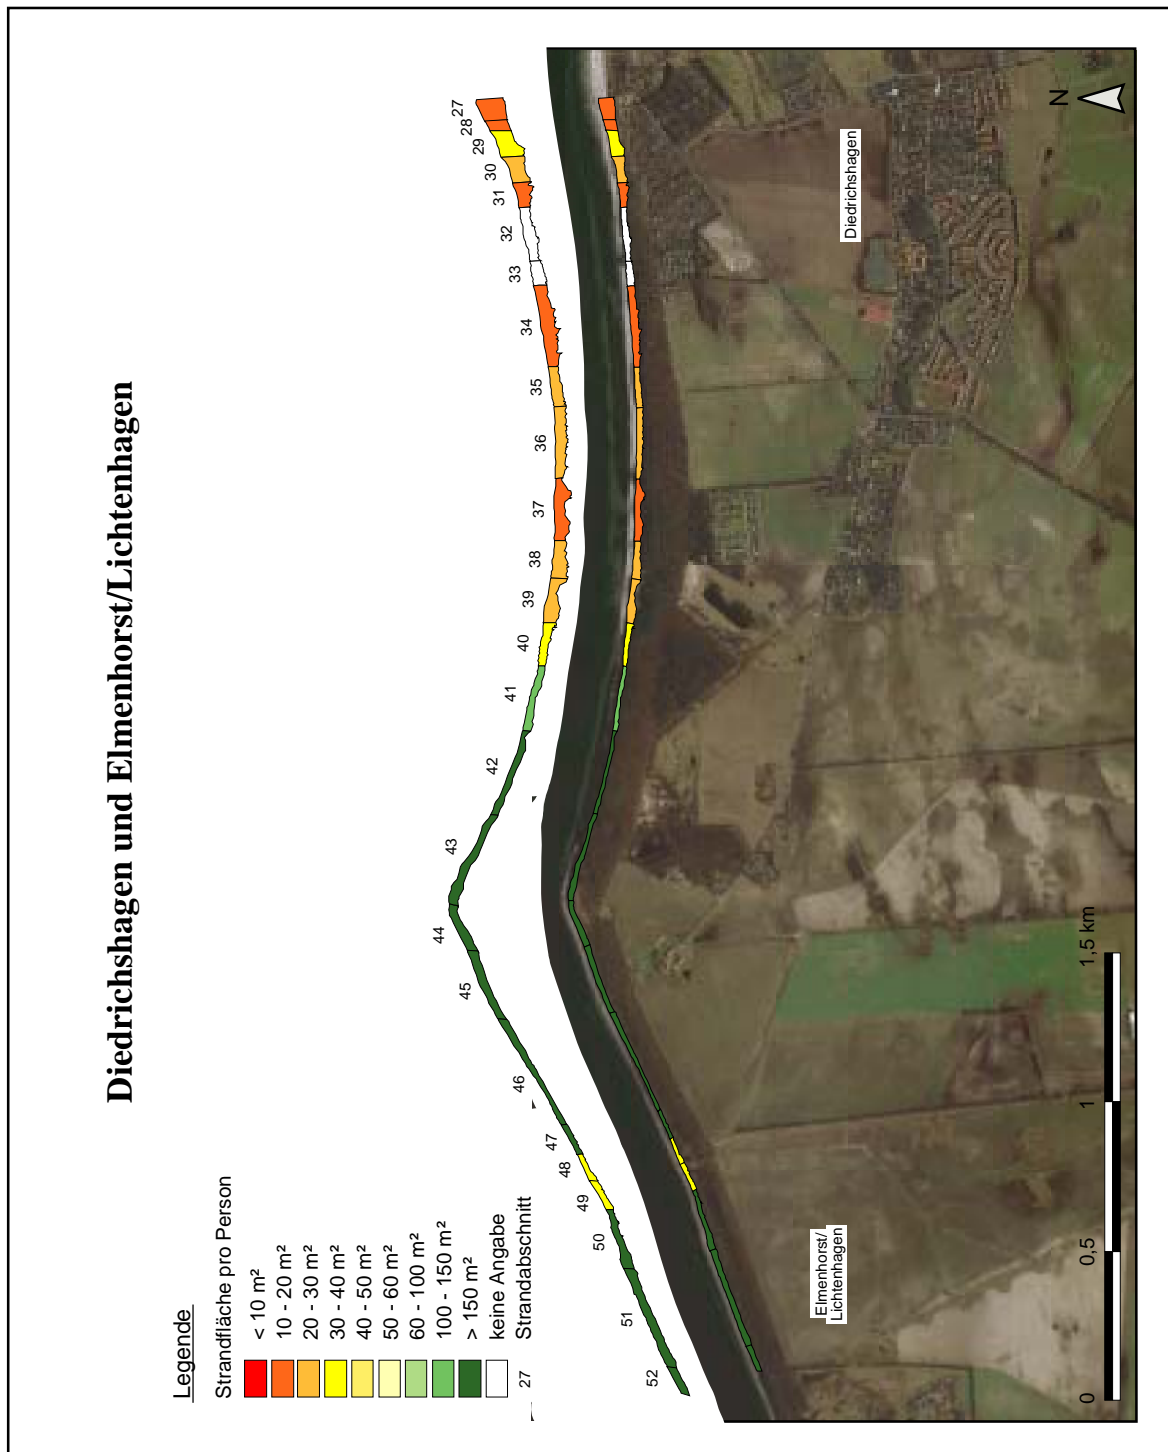 Diedrichshagen und Elmenhorst/Lichtenhagen
Legende
Strandfläche pro Person
< 10 m²
10 - 20 m²
20 - 30 m²
30 - 40 m²
40 - 50 m²
50 - 60 m²
60 - 100 m²
100 - 150 m²
> 150 m²
keine Angabe
27 Strandabschnitt
52
51
50
49
48
47
46
45
44
43
42
41
40
39
38
37
36
35
34
33
32
31
30
29
28
27
Elmenhorst/
Lichtenhagen
Diedrichshagen
0
0,5
1
1,5 km
N